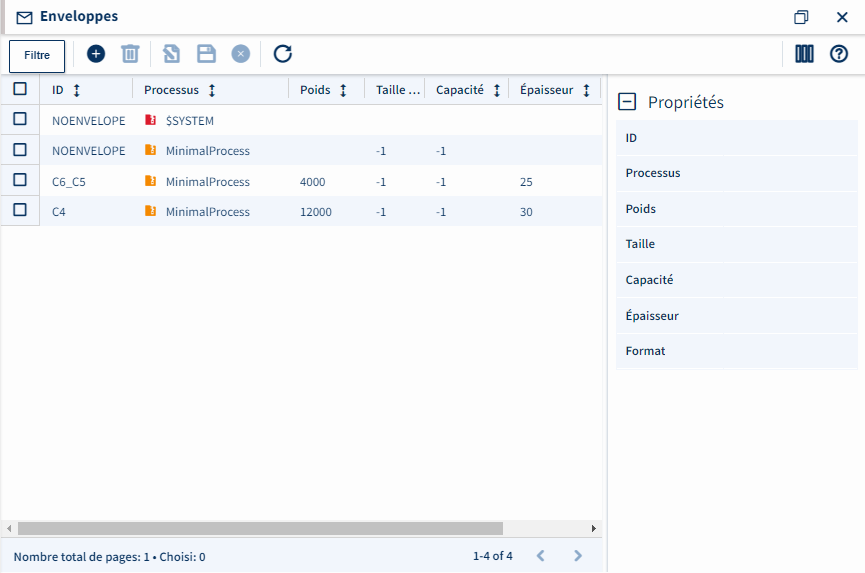 Enveloppes
Filtre
ID Processus Poids Taille ... Capacité Épaisseur
NOENVELOPE $SYSTEM
NOENVELOPE MinimalProcess -1 -1
C6_C5 MinimalProcess 4000 -1 -1 25
C4 MinimalProcess 12000 -1 -1 30
Nombre total de pages: 1 • Choisi: 0 1-4 of 4
Propriétés
ID
Processus
Poids
Taille
Capacité
Épaisseur
Format